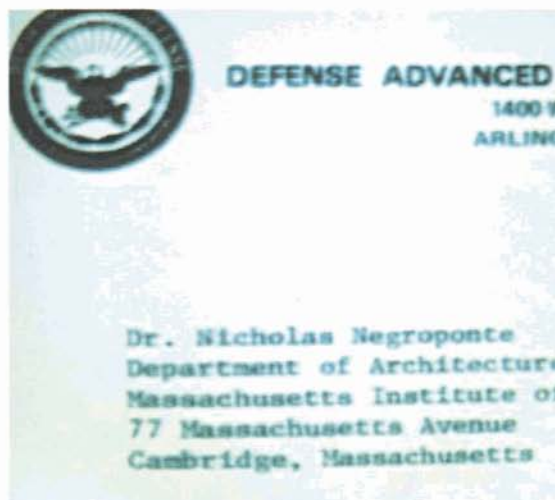 DEFENSE ADVANCED
1400
ARLING
Dr. Nicholas Negroponte
Department of Architecture
Massachusetts Institute of
77 Massachusetts Avenue
Cambridge, Massachusetts